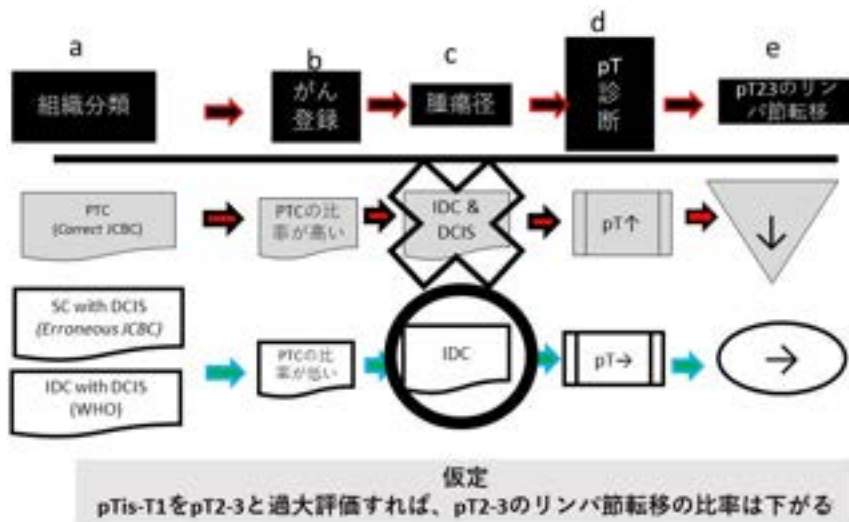 a
b
c
d
e
組織分類
がん
登録
腫瘍径
pT
診
断
pT23のリン
パ節転移
PTC
(Correct JCBC)
PTCの比
率が高い
IDC &
DCIS
pT↑
↓
SC with DCIS
(Erroneous JCBC)
IDC with DCIS
(WHO)
PTCの比
率が低い
IDC
pT→
→
仮定
pTis-T1をpT2-3と過大評価すれば、pT2-3のリンパ節転移の比率は下がる